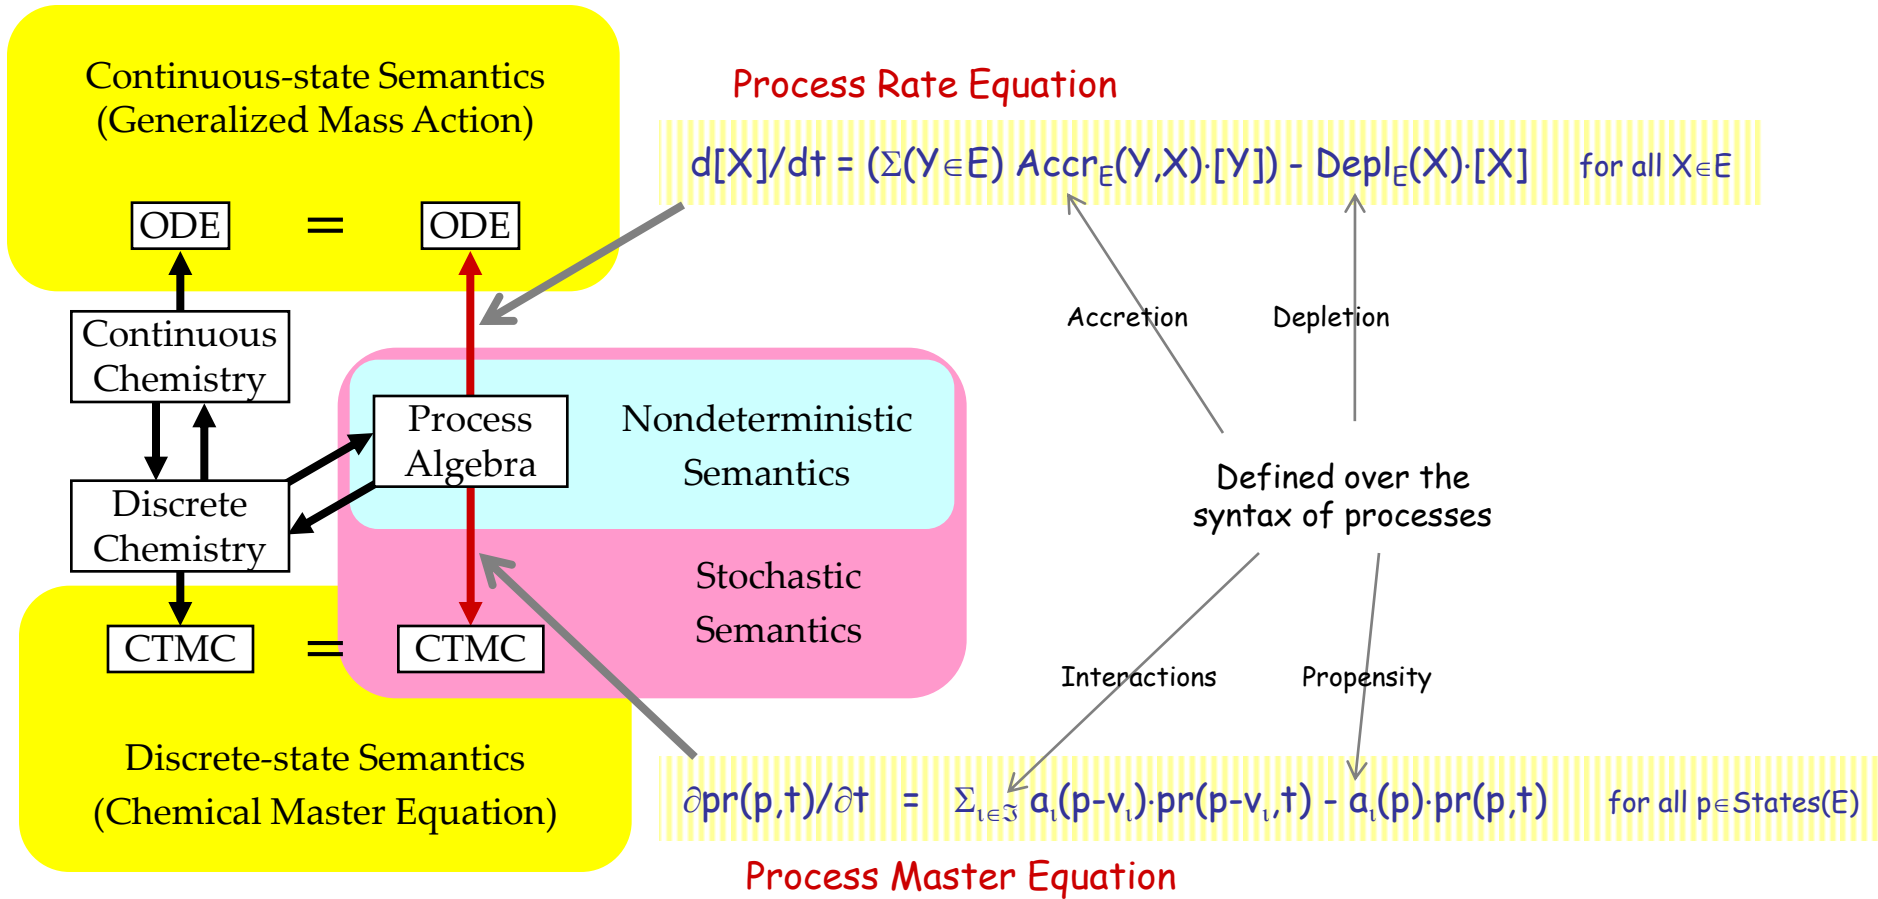 Continuous-state Semantics
(Generalized Mass Action)
ODE = ODE
Continuous
Chemistry
Process
Algebra
Discrete
Chemistry
Nondeterministic
Semantics
Stochastic
Semantics
CTMC = CTMC
Discrete-state Semantics
(Chemical Master Equation)
Process Rate Equation
d[X]/dt = (Σ(Y∈E) Accr_E(Y,X)·[Y]) - Depl_E(X)·[X] for all X∈E
Accretion
Depletion
Defined over the
syntax of processes
Interactions
Propensity
∂pr(p,t)/∂t = Σ_ι∈ℑ a_ι(p-v_ι)·pr(p-v_ι,t) - a_ι(p)·pr(p,t) for all p∈States(E)
Process Master Equation